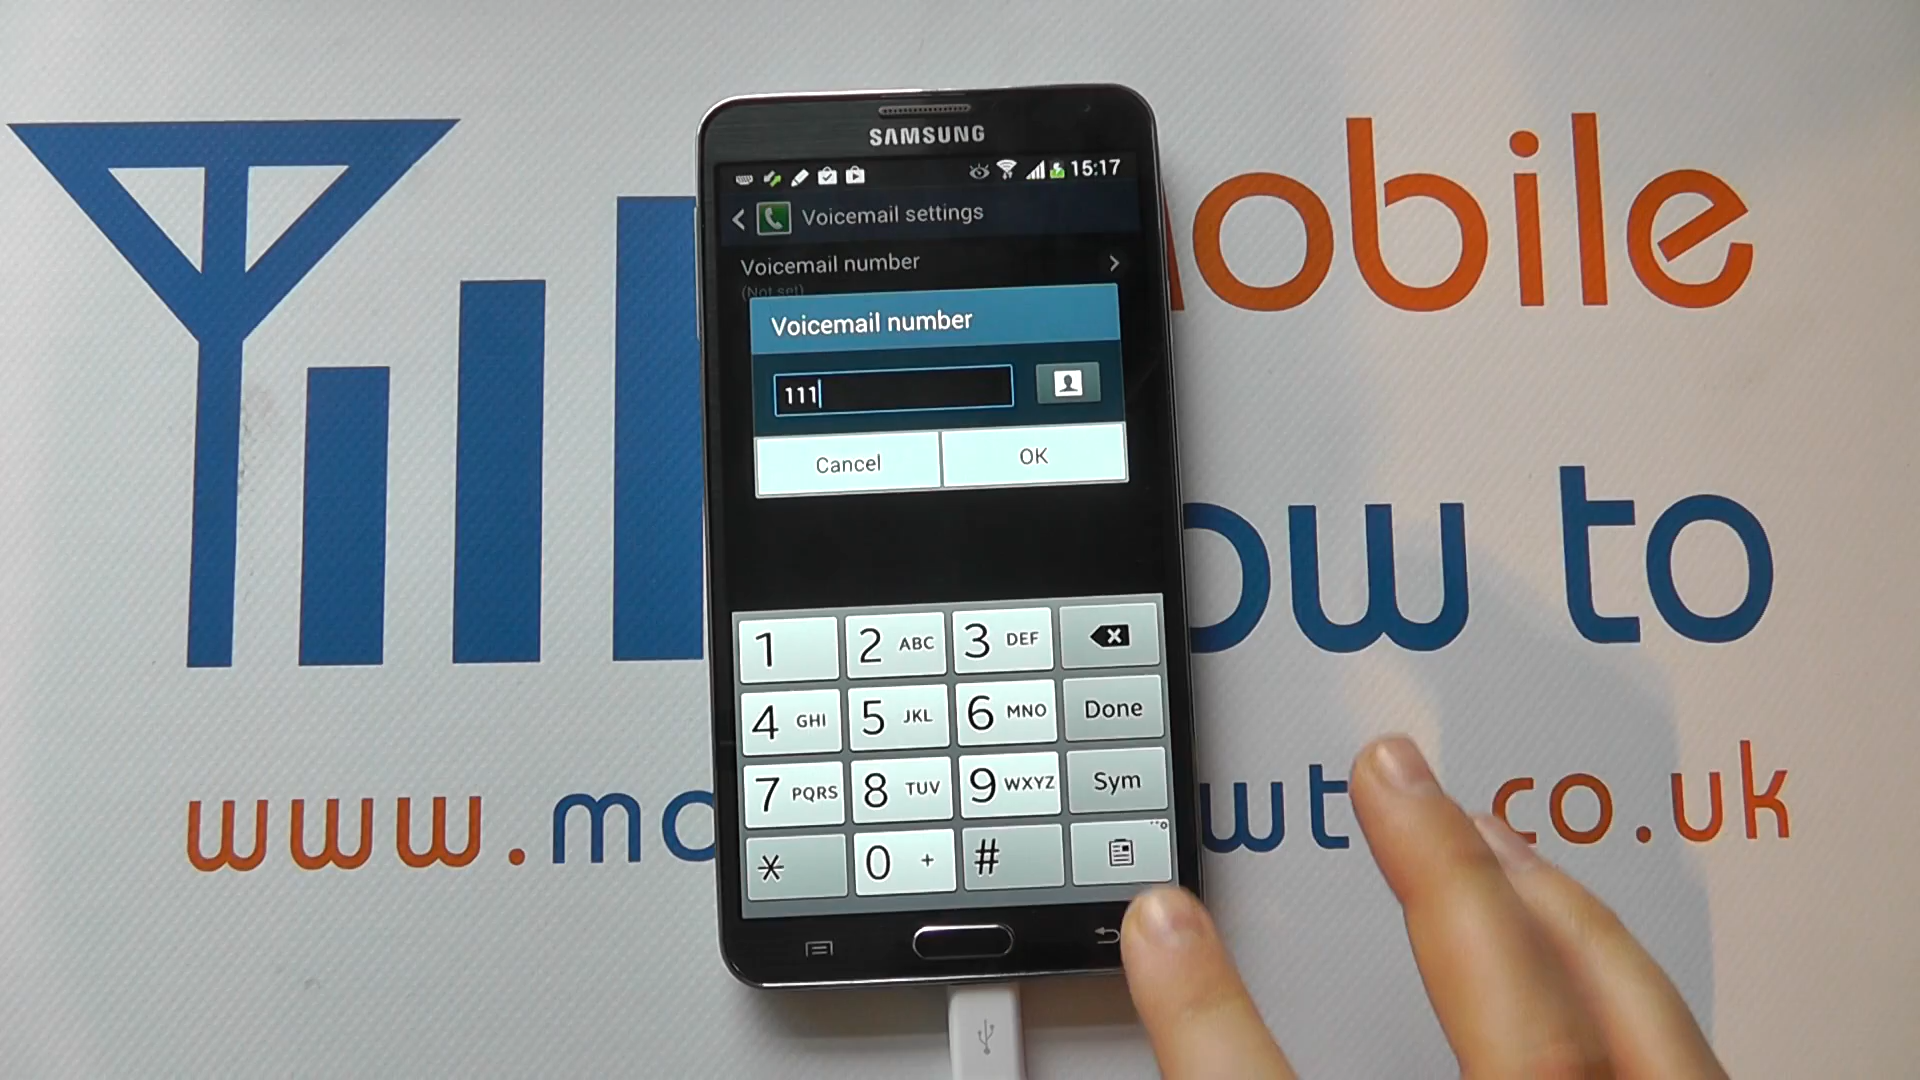 SAMSUNG
15:17
Voicemail settings
Voicemail number
(Not set)
Voicemail number
111
Cancel
OK
1
2 ABC
3 DEF
4 GHI
5 JKL
6 MNO
Done
7 PQRS
8 TUV
9 WXYZ
Sym
*
0 +
#
obile
ow to
www.mo
wt
co.uk